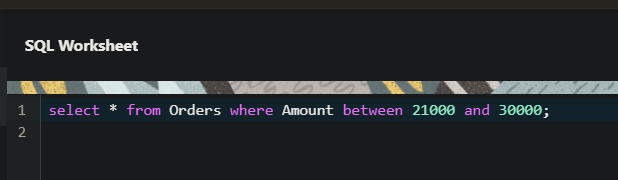 SQL Worksheet
1 select * from Orders where Amount between 21000 and 30000;
2